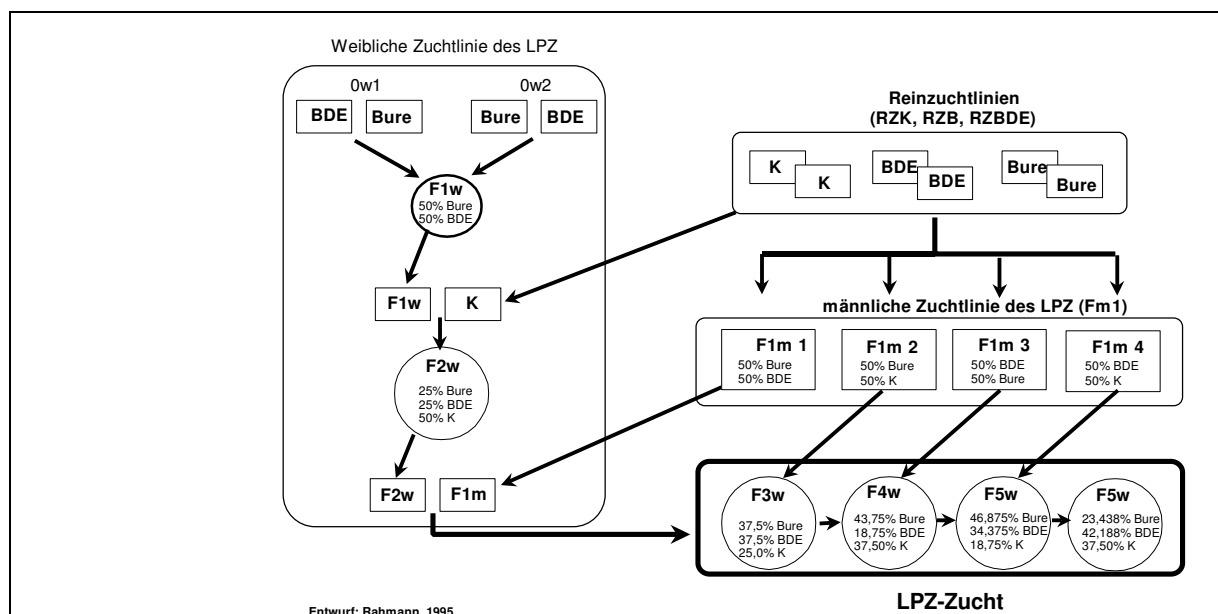 Weibliche Zuchtlinie des LPZ
0w1 0w2
BDE Bure Bure BDE
F1w
50% Bure
50% BDE
F1w K
F2w
25% Bure
25% BDE
50% K
F2w F1m
Reinzuchtlinien
(RZK, RZB, RZBDE)
K BDE Bure
K BDE Bure
männliche Zuchtlinie des LPZ (Fm1)
F1m 1
50% Bure
50% BDE
F1m 2
50% Bure
50% K
F1m 3
50% BDE
50% Bure
F1m 4
50% BDE
50% K
F3w
37,5% Bure
37,5% BDE
25,0% K
F4w
43,75% Bure
18,75% BDE
37,50% K
F5w
46,875% Bure
34,375% BDE
18,75% K
F5w
23,438% Bure
42,188% BDE
37,50% K
LPZ-Zucht
Entwurf: Rahmann, 1995